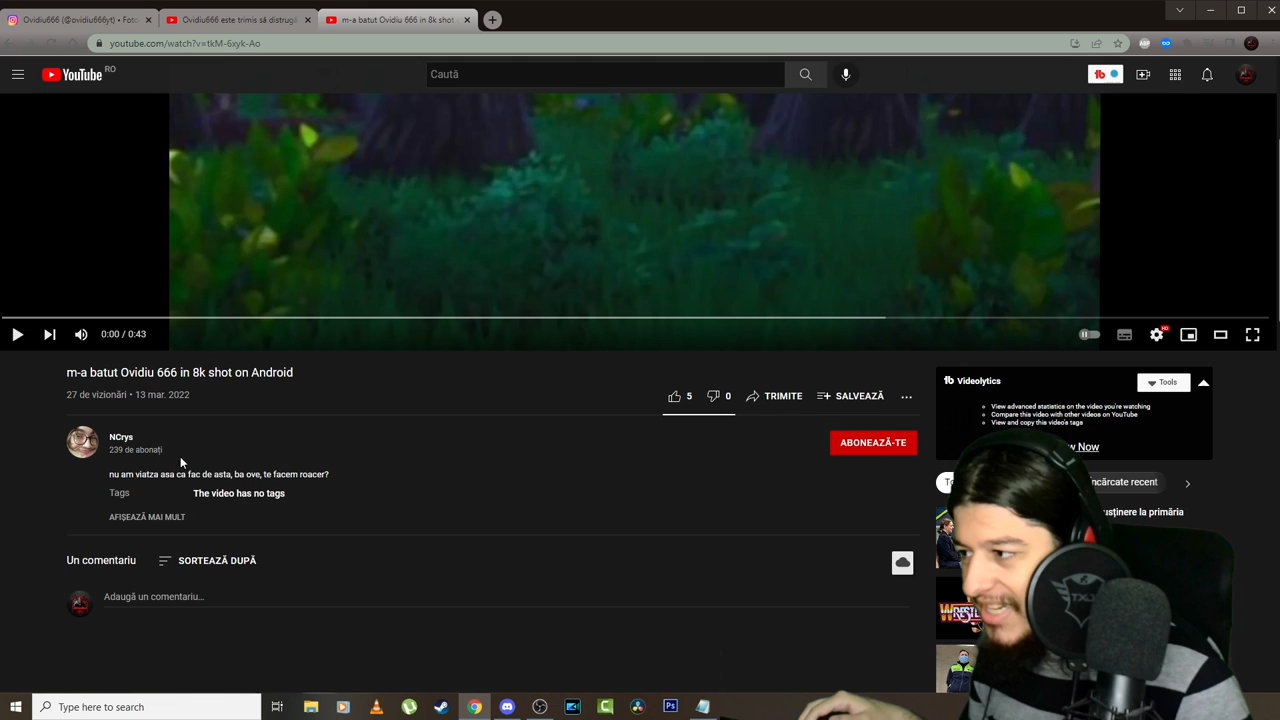 Ovidiu666 (@ovidiu666yt) • Foto
Ovidiu666 este trimis să distrugă
m-a batut Ovidiu 666 in 8k shot
youtube.com/watch?v=tkM-6xyk-Ao
YouTube RO
Caută
0:00 / 0:43
HD
m-a batut Ovidiu 666 in 8k shot on Android
27 de vizionări • 13 mar. 2022
5
0
TRIMITE
SALVEAZĂ
NCrys
239 de abonați
ABONEAZĂ-TE
nu am viatza asa ca fac de asta, ba ove, te facem roacer?
Tags
The video has no tags
AFIȘEAZĂ MAI MULT
Un comentariu
SORTEAZĂ DUPĂ
Adaugă un comentariu...
Videolytics
Tools
View advanced statistics on the video you're watching
Compare this video with other videos on YouTube
View and copy this video's tags
Now
ncărcate recent
usținere la primăria
Type here to search